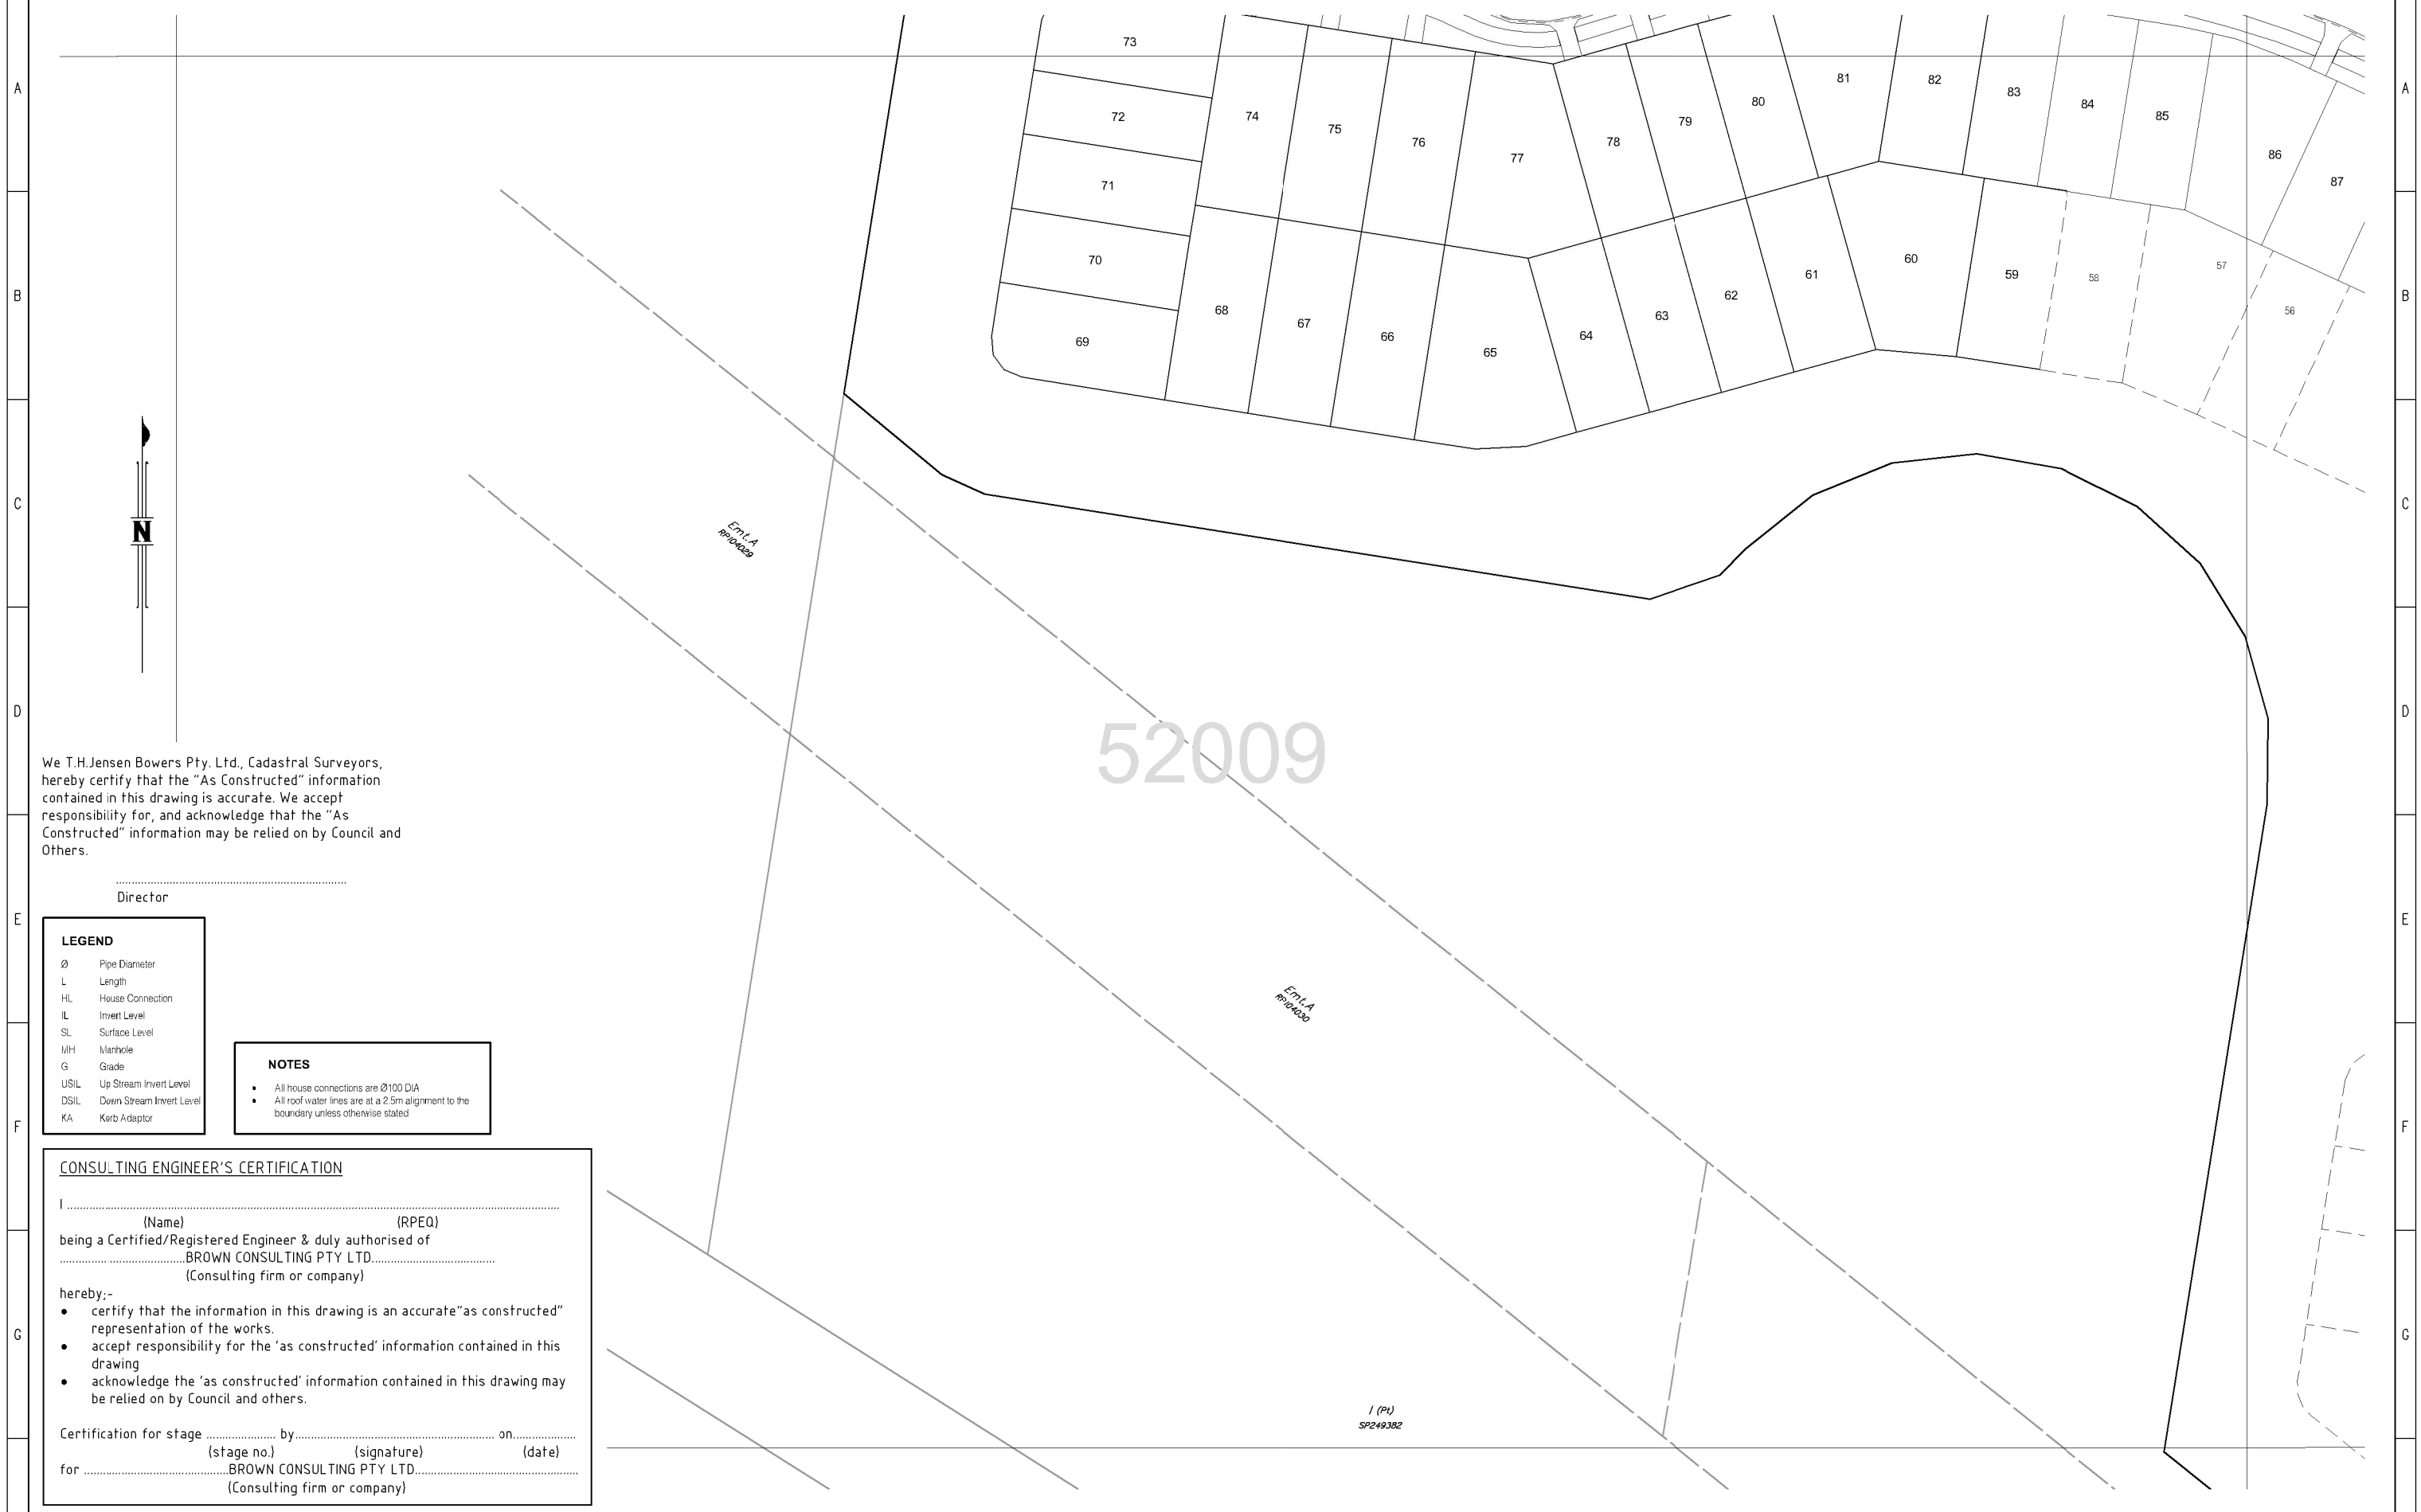 73
72
71
70
69
74
75
76
77
78
79
80
81
82
83
84
85
86
87
68
67
66
65
64
63
62
61
60
59
58
57
56
A
A
B
B
C
C
D
D
E
E
F
F
G
G
N
Emt.A
RP104029
52009
Emt.A
RP104030
1 (Pt)
SP249382
We T.H.Jensen Bowers Pty. Ltd., Cadastral Surveyors,
hereby certify that the "As Constructed" information
contained in this drawing is accurate. We accept
responsibility for, and acknowledge that the "As
Constructed" information may be relied on by Council and
Others.
Director
LEGEND
Ø Pipe Diameter
L Length
HL House Connection
IL Invert Level
SL Surface Level
MH Manhole
G Grade
USIL Up Stream Invert Level
DSIL Down Stream Invert Level
KA Kerb Adaptor
NOTES
• All house connections are Ø100 DIA
• All roof water lines are at a 2.5m alignment to the
boundary unless otherwise stated
CONSULTING ENGINEER'S CERTIFICATION
I ..........
(Name) (RPEQ)
being a Certified/Registered Engineer & duly authorised of
..........BROWN CONSULTING PTY LTD..........
(Consulting firm or company)
hereby;-
• certify that the information in this drawing is an accurate"as constructed"
representation of the works.
• accept responsibility for the 'as constructed' information contained in this
drawing
• acknowledge the 'as constructed' information contained in this drawing may
be relied on by Council and others.
Certification for stage .......... by.......... on..........
(stage no.) (signature) (date)
for ..........BROWN CONSULTING PTY LTD..........
(Consulting firm or company)